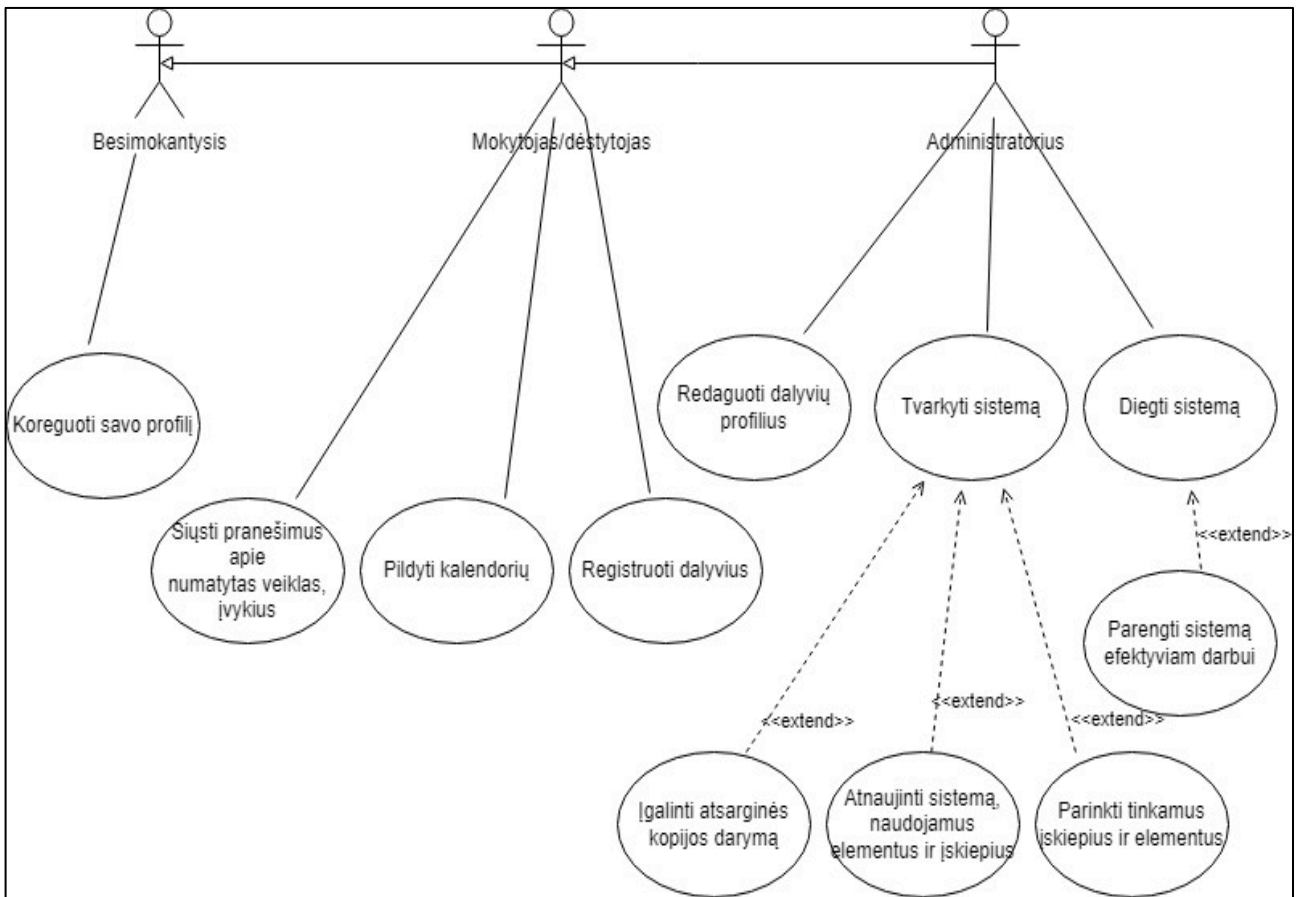 Besimokantysis
Mokytojas/dėstytojas
Administratorius
Koreguoti savo profilį
Redaguoti dalyvių
profilius
Tvarkyti sistemą
Diegti sistemą
Siųsti pranešimus
apie
numatytas veiklas,
įvykius
Pildyti kalendorių
Registruoti dalyvius
<<extend>>
Parengti sistemą
efektyviam darbui
<<extend>>
<<extend>>
<<extend>>
Įgalinti atsarginės
kopijos darymą
Atnaujinti sistemą,
naudojamus
elementus ir įskiepius
Parinkti tinkamus
įskiepius ir elementus